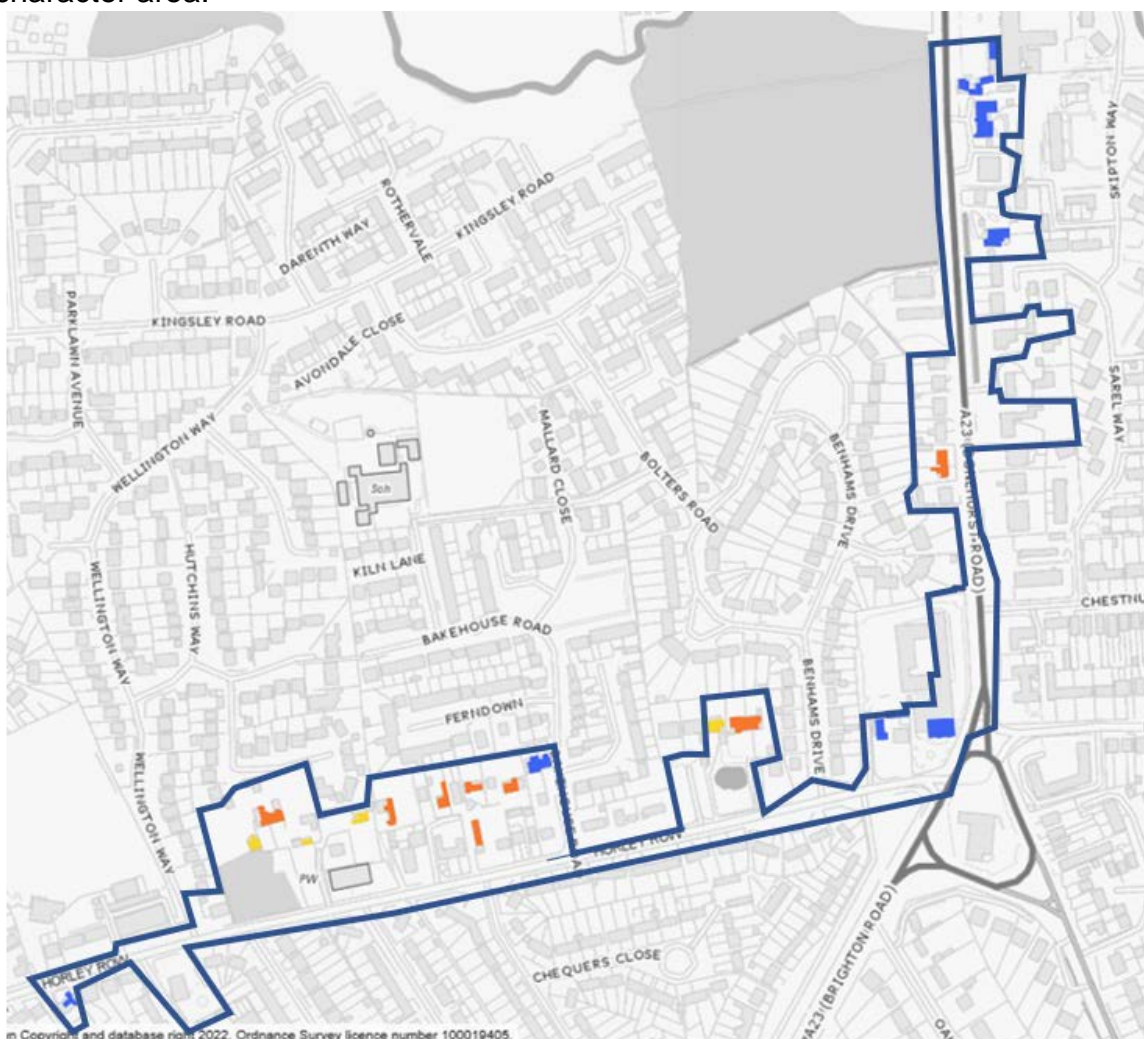 character area.
SKIPTON WAY
ROTHERVALE
KINGSLEY ROAD
DARENTH WAY
PARKLAWN AVENUE
KINGSLEY ROAD
AVONDALE CLOSE
SAREL WAY
WELLINGTON WAY
MALLARD CLOSE
BOLTERS ROAD
BENHAMS DRIVE
A23 (BONEHURST ROAD)
Sch
HUTCHINS WAY
KILN LANE
WELLINGTON WAY
BAKEHOUSE ROAD
CHESTNU
BENHAMS DRIVE
FERNDOWN
WELLINGTON WAY
HORLEY ROW
PW
A23 (BRIGHTON ROAD)
HORLEY ROW
CHEQUERS CLOSE
OA
n Copyright and database right 2022. Ordnance Survey licence number 100019405.